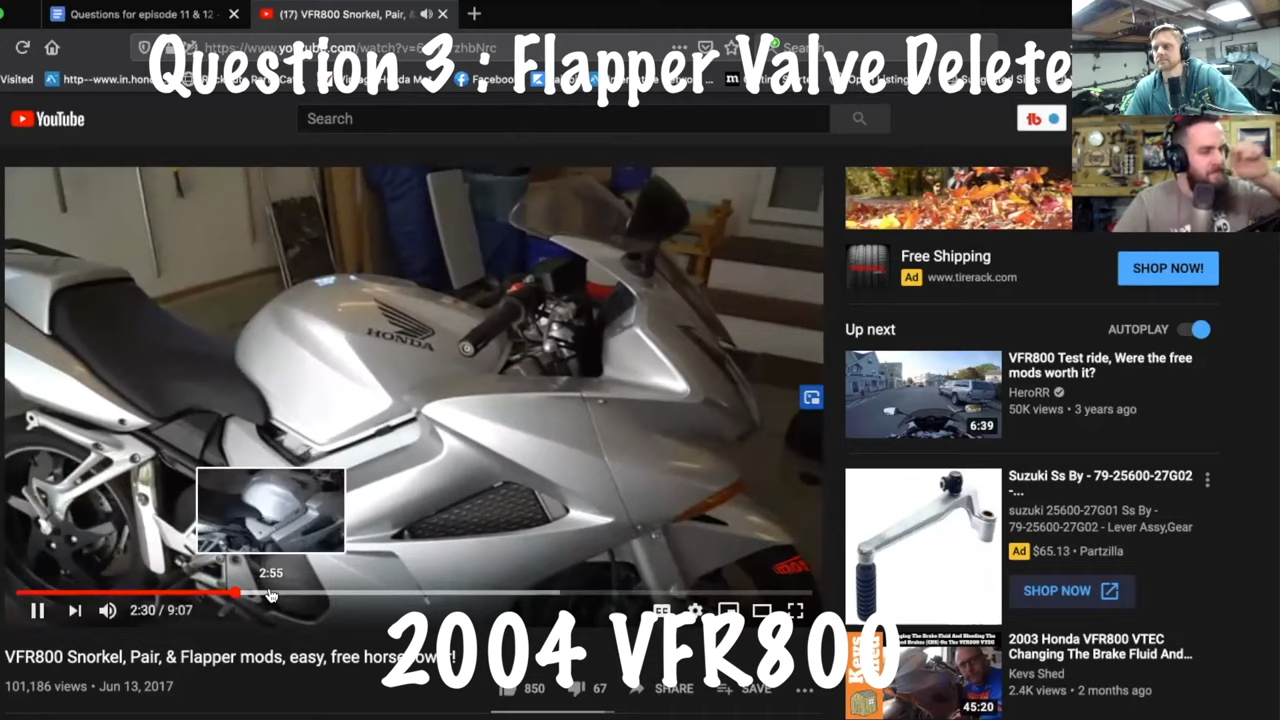 Questions for episode 11 & 12
(17) VFR800 Snorkel, Pair, &
Question 3 : Flapper Valve Delete
YouTube
Search
HONDA
Free Shipping
Ad www.tirerack.com
SHOP NOW!
Up next
AUTOPLAY
VFR800 Test ride, Were the free
mods worth it?
HeroRR
50K views • 3 years ago
6:39
Suzuki Ss By - 79-25600-27G02
-...
suzuki 25600-27G01 Ss By -
79-25600-27G02 - Lever Assy,Gear
Ad $65.13 • Partzilla
SHOP NOW
2:55
2:30 / 9:07
2004 VFR800
VFR800 Snorkel, Pair, & Flapper mods, easy, free
101,186 views • Jun 13, 2017
850
67
SHARE
SAVE
2003 Honda VFR800 VTEC
Changing The Brake Fluid And...
Kevs Shed
2.4K views • 2 months ago
45:20